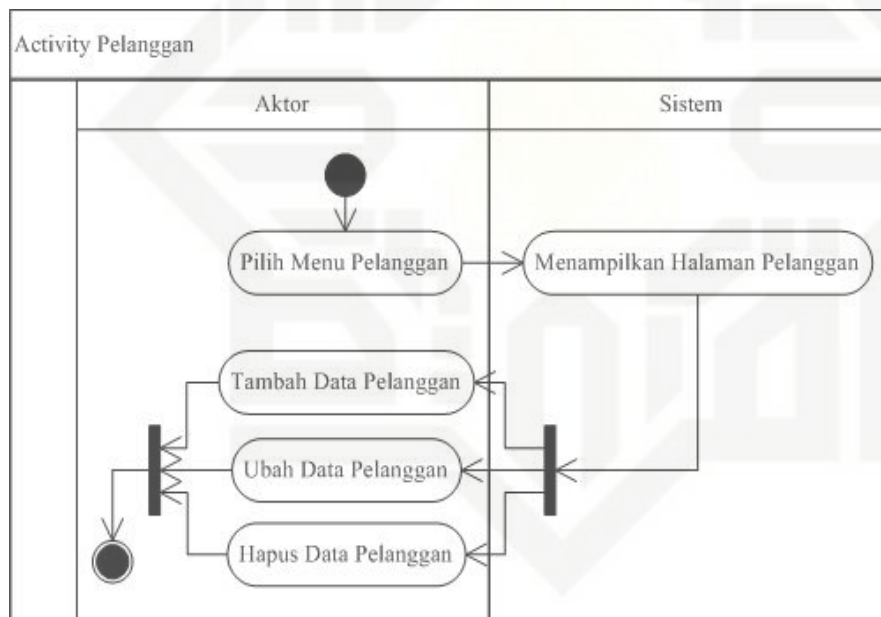 Activity Pelanggan
Aktor
Sistem
Pilih Menu Pelanggan
Menampilkan Halaman Pelanggan
Tambah Data Pelanggan
Ubah Data Pelanggan
Hapus Data Pelanggan